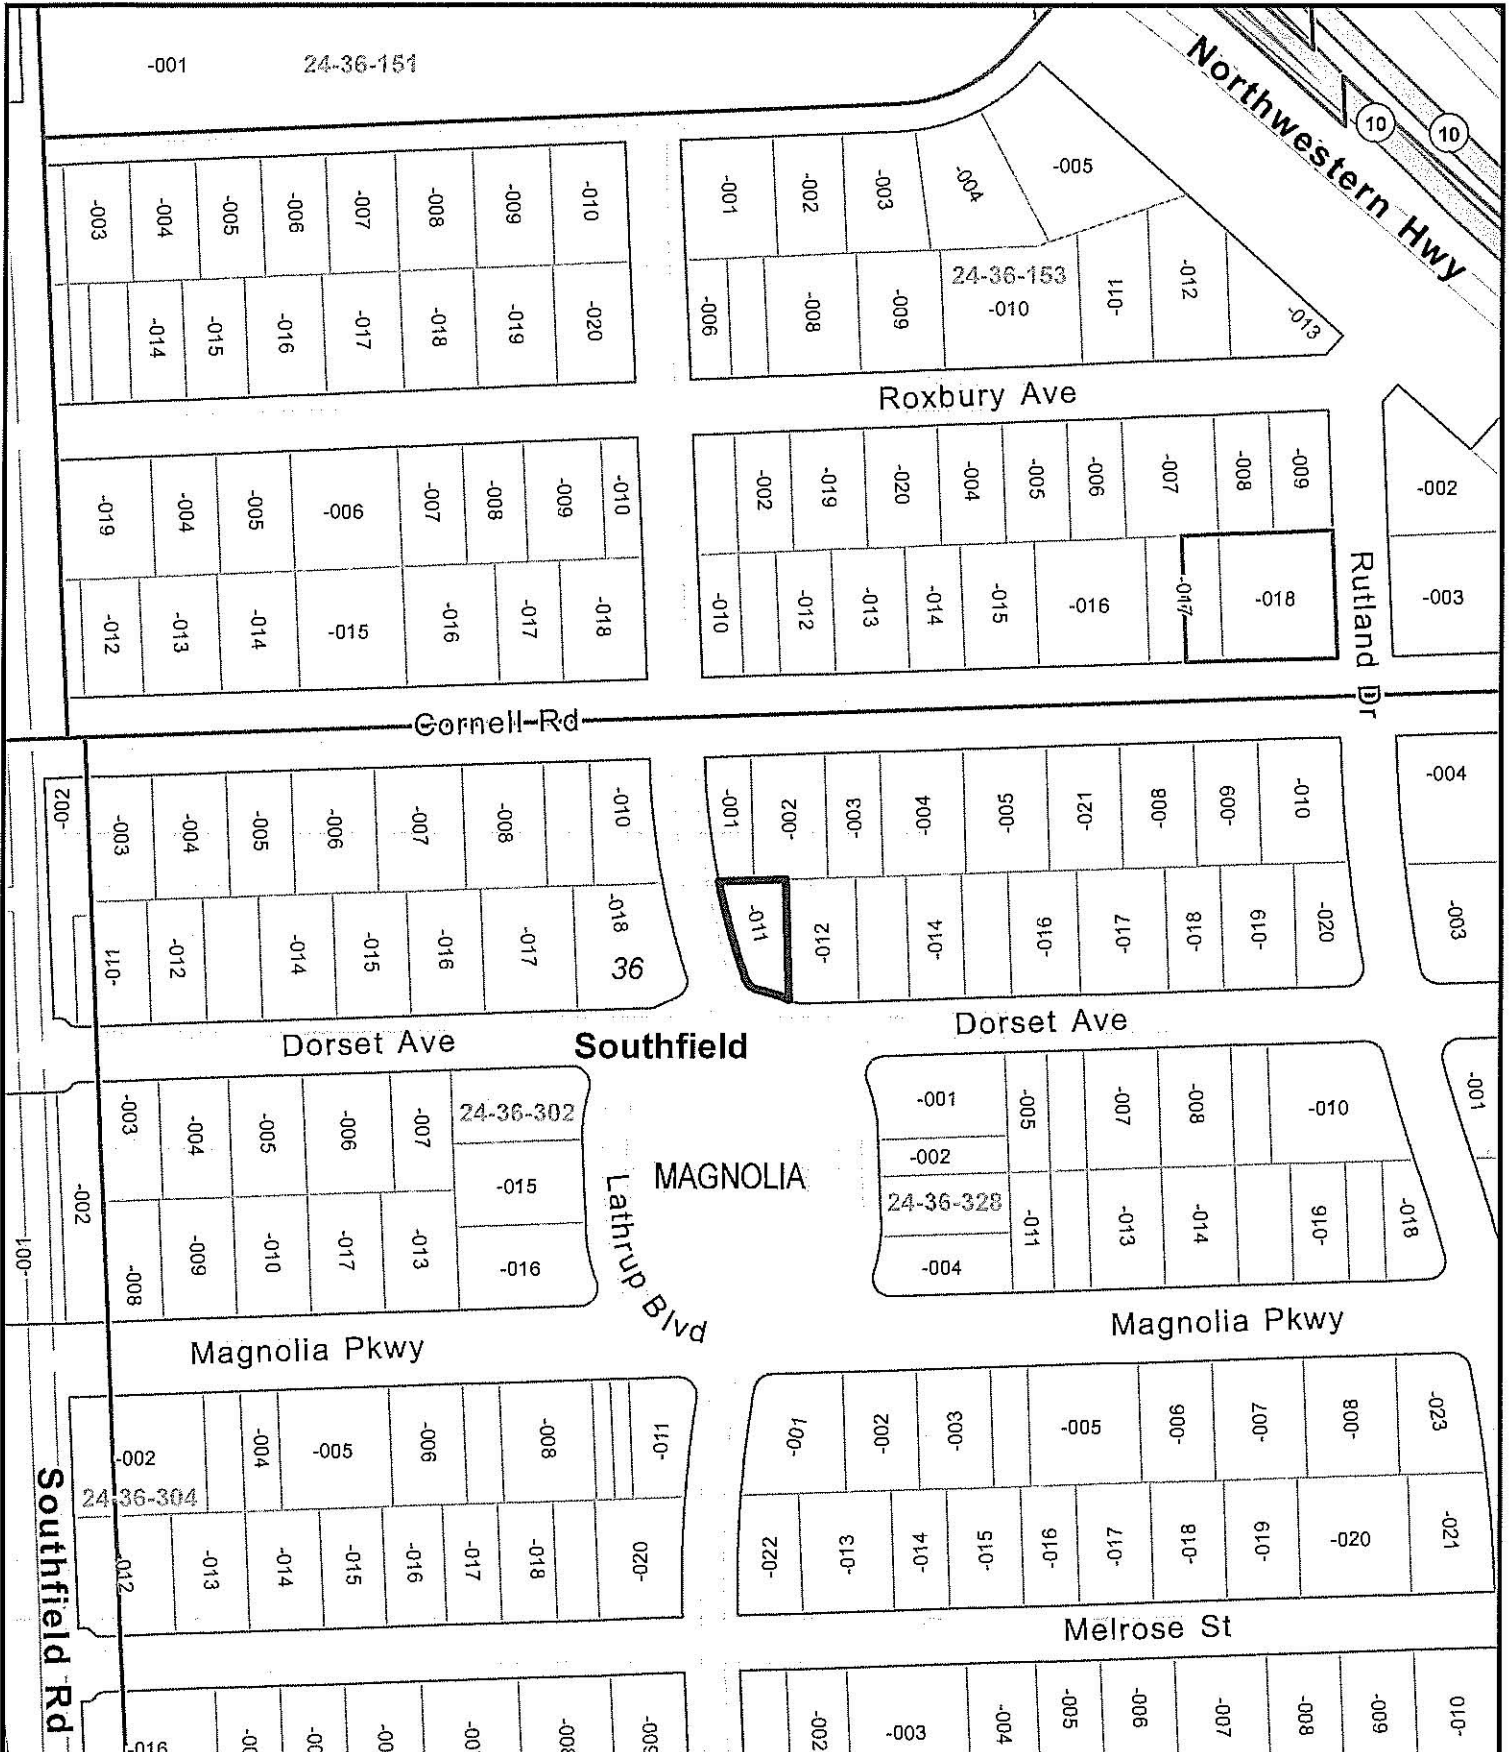 -001 24-36-151
Northwestern Hwy
10 10
-003 -004 -005 -006 -007 -008 -009 -010
-001 -002 -003 -004 -005
-014 -015 -016 -017 -018 -019 -020
24-36-153
-006 -008 -009 -010 -011 -012 -013
Roxbury Ave
-019 -004 -005 -006 -007 -008 -009 -010
-002 -019 -020 -004 -005 -006 -007 -008 -009
-002
-012 -013 -014 -015 -016 -017 -018
-010 -012 -013 -014 -015 -016 -017 -018
-003
Rutland Dr
Cornell Rd
-002 -003 -004 -005 -006 -007 -008 -010
-001 -002 -003 -004 -005 -021 -008 -009 -010
-004
-011 -012 -014 -015 -016 -017 -018
36
-011 -012 -014 -016 -017 -018 -019 -020
-003
Dorset Ave
Southfield
Dorset Ave
-003 -004 -005 -006 -007 24-36-302
-001 -005 -007 -008 -010
-001
-002
-015
MAGNOLIA
-002
24-36-328
Lathrup Blvd
-001
-008 -009 -010 -017 -013 -016
-004 -011 -013 -014 -016 -018
Magnolia Pkwy
Magnolia Pkwy
-002 -004 -005 -006 -008 -011
24-36-304
-001 -002 -003 -005 -006 -007 -008 -023
-012 -013 -014 -015 -016 -017 -018 -020
-022 -013 -014 -015 -016 -017 -018 -019 -020 -021
Southfield Rd
Melrose St
-016
-002 -003 -004 -005 -006 -007 -008 -009 -010